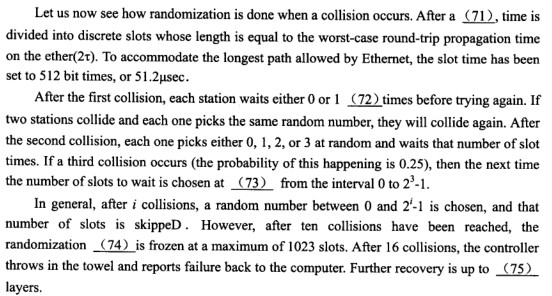 Let us now see how randomization is done when a collision occurs. After a (71), time is
divided into discrete slots whose length is equal to the worst-case round-trip propagation time
on the ether(2τ). To accommodate the longest path allowed by Ethernet, the slot time has been
set to 512 bit times, or 51.2μsec.
After the first collision, each station waits either 0 or 1 (72) times before trying again. If
two stations collide and each one picks the same random number, they will collide again. After
the second collision, each one picks either 0, 1, 2, or 3 at random and waits that number of slot
times. If a third collision occurs (the probability of this happening is 0.25), then the next time
the number of slots to wait is chosen at (73) from the interval 0 to 2³-1.
In general, after i collisions, a random number between 0 and 2ⁱ-1 is chosen, and that
number of slots is skippeD. However, after ten collisions have been reached, the
randomization (74) is frozen at a maximum of 1023 slots. After 16 collisions, the controller
throws in the towel and reports failure back to the computer. Further recovery is up to (75)
layers.